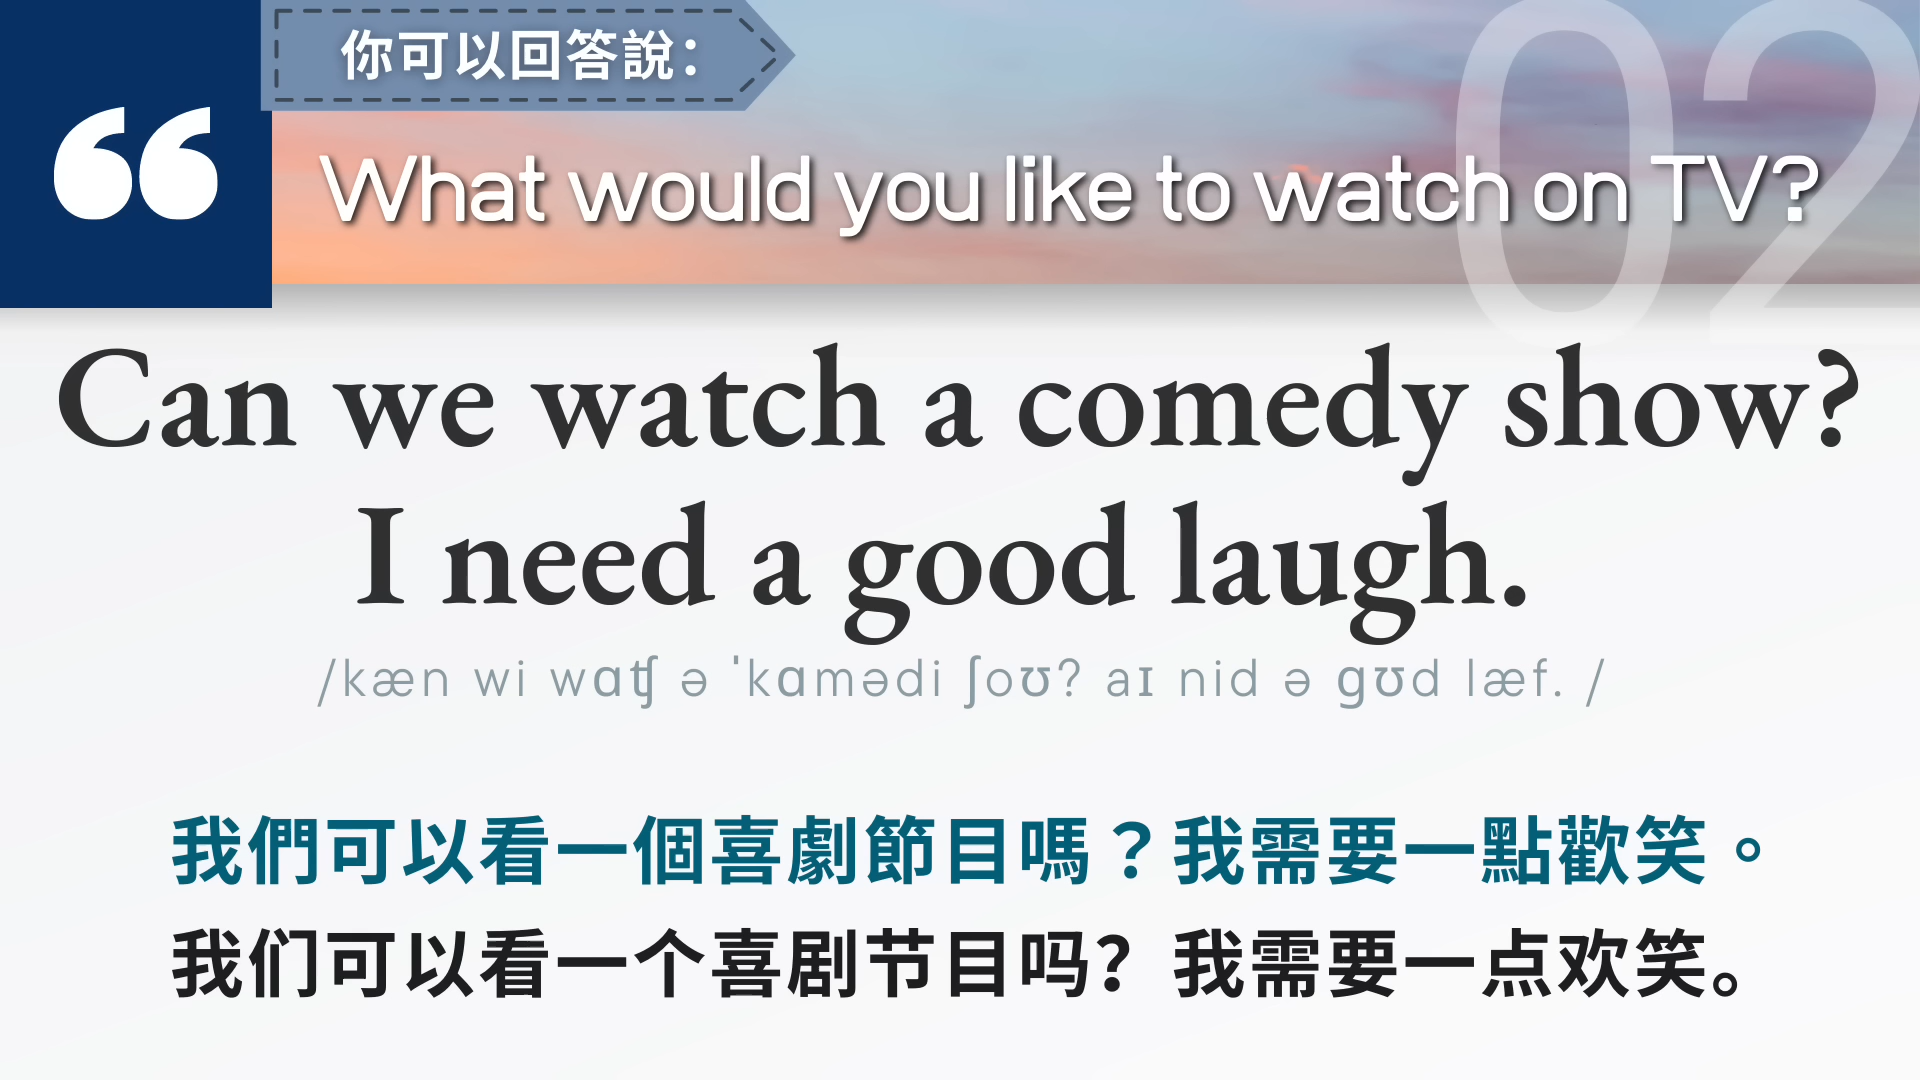 你可以回答說：
02
What would you like to watch on TV?
Can we watch a comedy show?
I need a good laugh.
/kæn wi wɑʧ ə ˈkɑmədi ʃoʊ? aɪ nid ə gʊd læf. /
我們可以看一個喜劇節目嗎？我需要一點歡笑。
我们可以看一个喜剧节目吗？我需要一点欢笑。